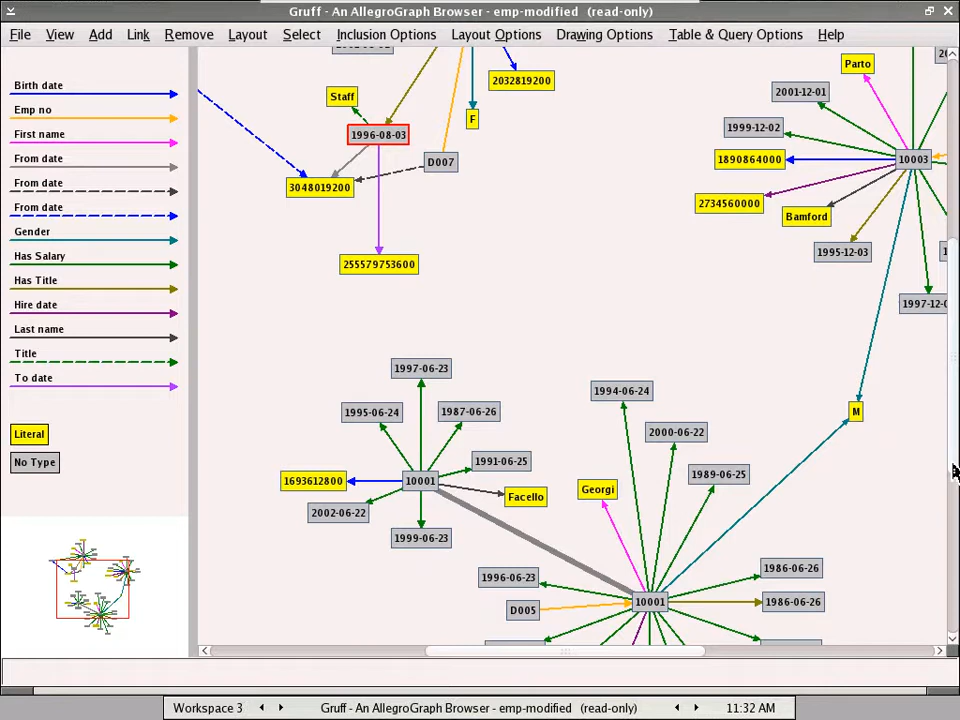 Gruff - An AllegroGraph Browser - emp-modified (read-only)
File View Add Link Remove Layout Select Inclusion Options Layout Options Drawing Options Table & Query Options Help
Birth date
Emp no
First name
From date
From date
From date
Gender
Has Salary
Has Title
Hire date
Last name
Title
To date
Literal
No Type
2032819200
Staff
F
1996-08-03
D007
3048019200
255579753600
Parto
2001-12-01
1999-12-02
1890864000
10003
2734560000
Bamford
1995-12-03
1997-06-23
1994-06-24
1995-06-24
1987-06-26
M
2000-06-22
1991-06-25
1989-06-25
1693612800
10001
Georgi
Facello
2002-06-22
1999-06-23
1996-06-23
1986-06-26
D005
10001
1986-06-26
Workspace 3 Gruff - An AllegroGraph Browser - emp-modified (read-only) 11:32 AM